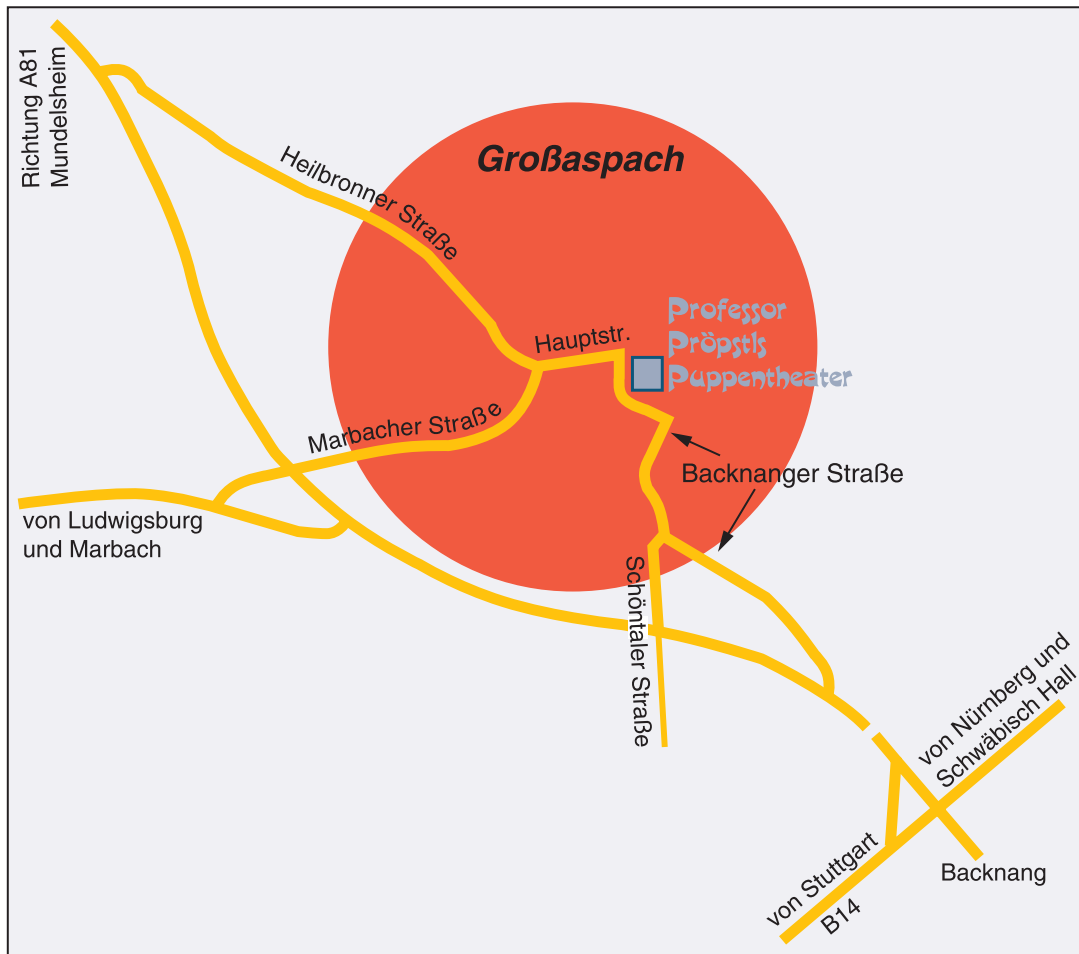 Richtung A81
Mundelsheim
Großaspach
Heilbronner Straße
Professor
Pröpstls
Puppentheater
Hauptstr.
Marbacher Straße
Backnanger Straße
von Ludwigsburg
und Marbach
Schöntaler Straße
von Nürnberg und
Schwäbisch Hall
von Stuttgart
B14
Backnang